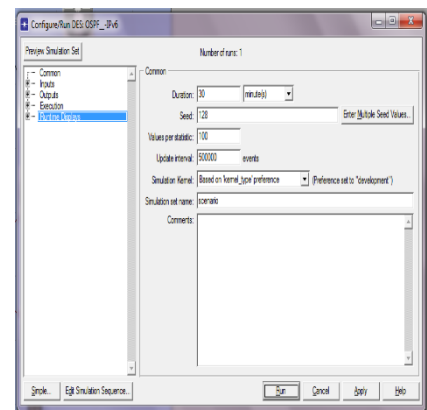 Configure/Run DES: OSPF_-IPv6
Preview Simulation Set
Number of runs: 1
Common
Inputs
Outputs
Execution
Runtime Displays
Common
Duration: 30 minute(s)
Seed: 128 Enter Multiple Seed Values...
Values per statistic: 100
Update interval: 500000 events
Simulation Kernel: Based on 'kernel_type' preference (Preference set to "development")
Simulation set name: scenario
Comments:
Simple... Edit Simulation Sequence... Run Cancel Apply Help